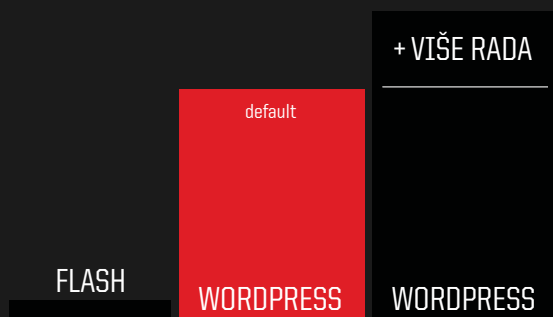 + VIŠE RADA
default
FLASH
WORDPRESS
WORDPRESS